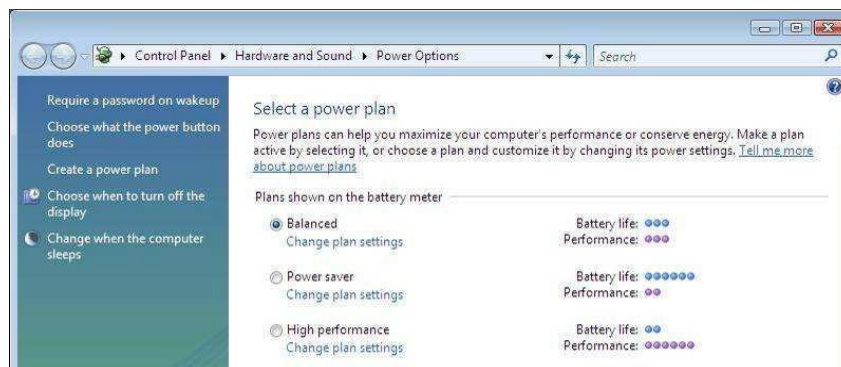 Control Panel Hardware and Sound Power Options Search
Require a password on wakeup
Choose what the power button
does
Create a power plan
Choose when to turn off the
display
Change when the computer
sleeps
Select a power plan
Power plans can help you maximize your computer's performance or conserve energy. Make a plan
active by selecting it, or choose a plan and customize it by changing its power settings. Tell me more
about power plans
Plans shown on the battery meter
Balanced Battery life:
Change plan settings Performance:
Power saver Battery life:
Change plan settings Performance:
High performance Battery life:
Change plan settings Performance: